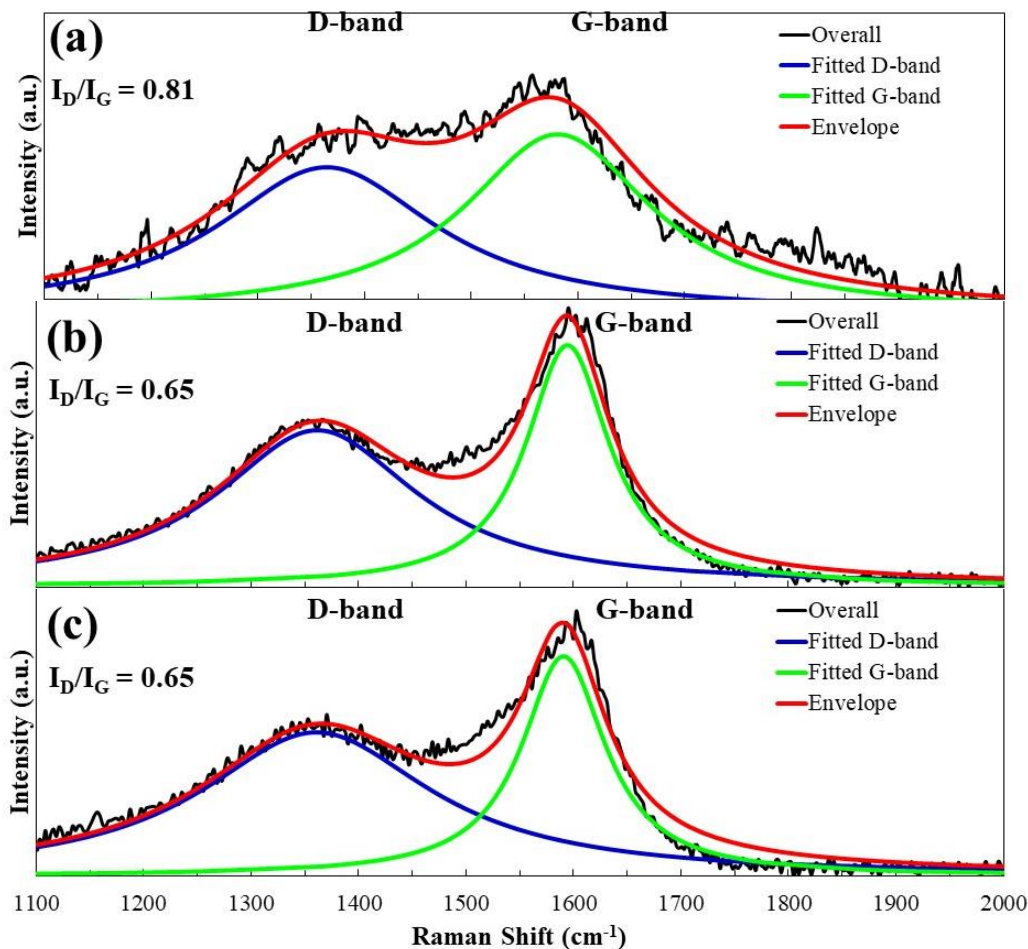 D-band G-band
(a)
I_D/I_G = 0.81
Overall
Fitted D-band
Fitted G-band
Envelope
Intensity (a.u.)
D-band G-band
(b)
I_D/I_G = 0.65
Overall
Fitted D-band
Fitted G-band
Envelope
Intensity (a.u.)
D-band G-band
(c)
I_D/I_G = 0.65
Overall
Fitted D-band
Fitted G-band
Envelope
Intensity (a.u.)
1100 1200 1300 1400 1500 1600 1700 1800 1900 2000
Raman Shift (cm⁻¹)